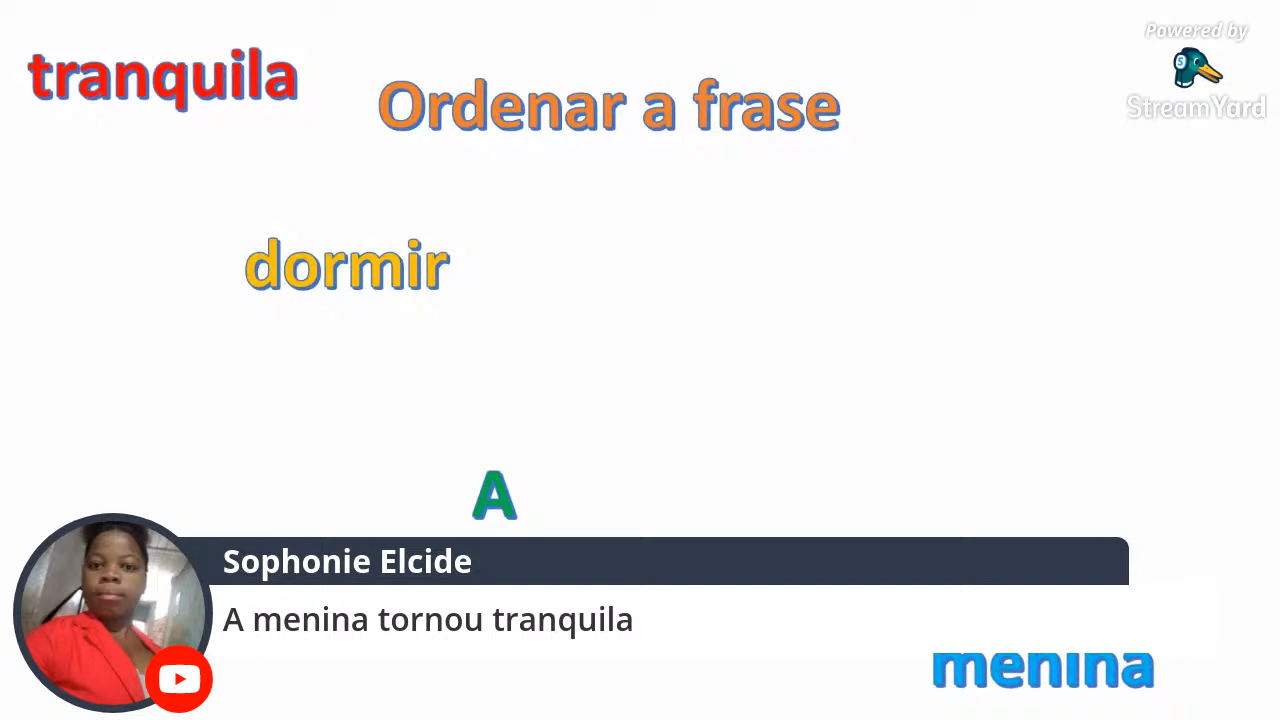 tranquila
Ordenar a frase
Powered by
StreamYard
dormir
A
Sophonie Elcide
A menina tornou tranquila
menina